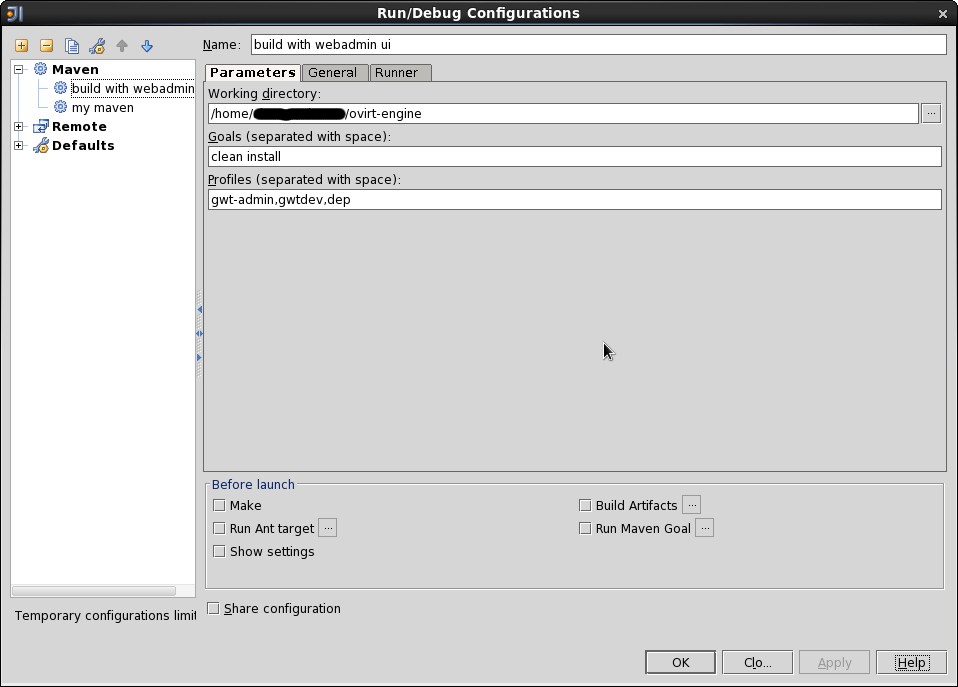 Run/Debug Configurations
Name: build with webadmin ui
Maven
build with webadmin
my maven
Remote
Defaults
Temporary configurations limit
Parameters General Runner
Working directory:
/home/ /ovirt-engine ...
Goals (separated with space):
clean install
Profiles (separated with space):
gwt-admin,gwtdev,dep
Before launch
Make Build Artifacts ...
Run Ant target ... Run Maven Goal ...
Show settings
Share configuration
OK Clo... Apply Help